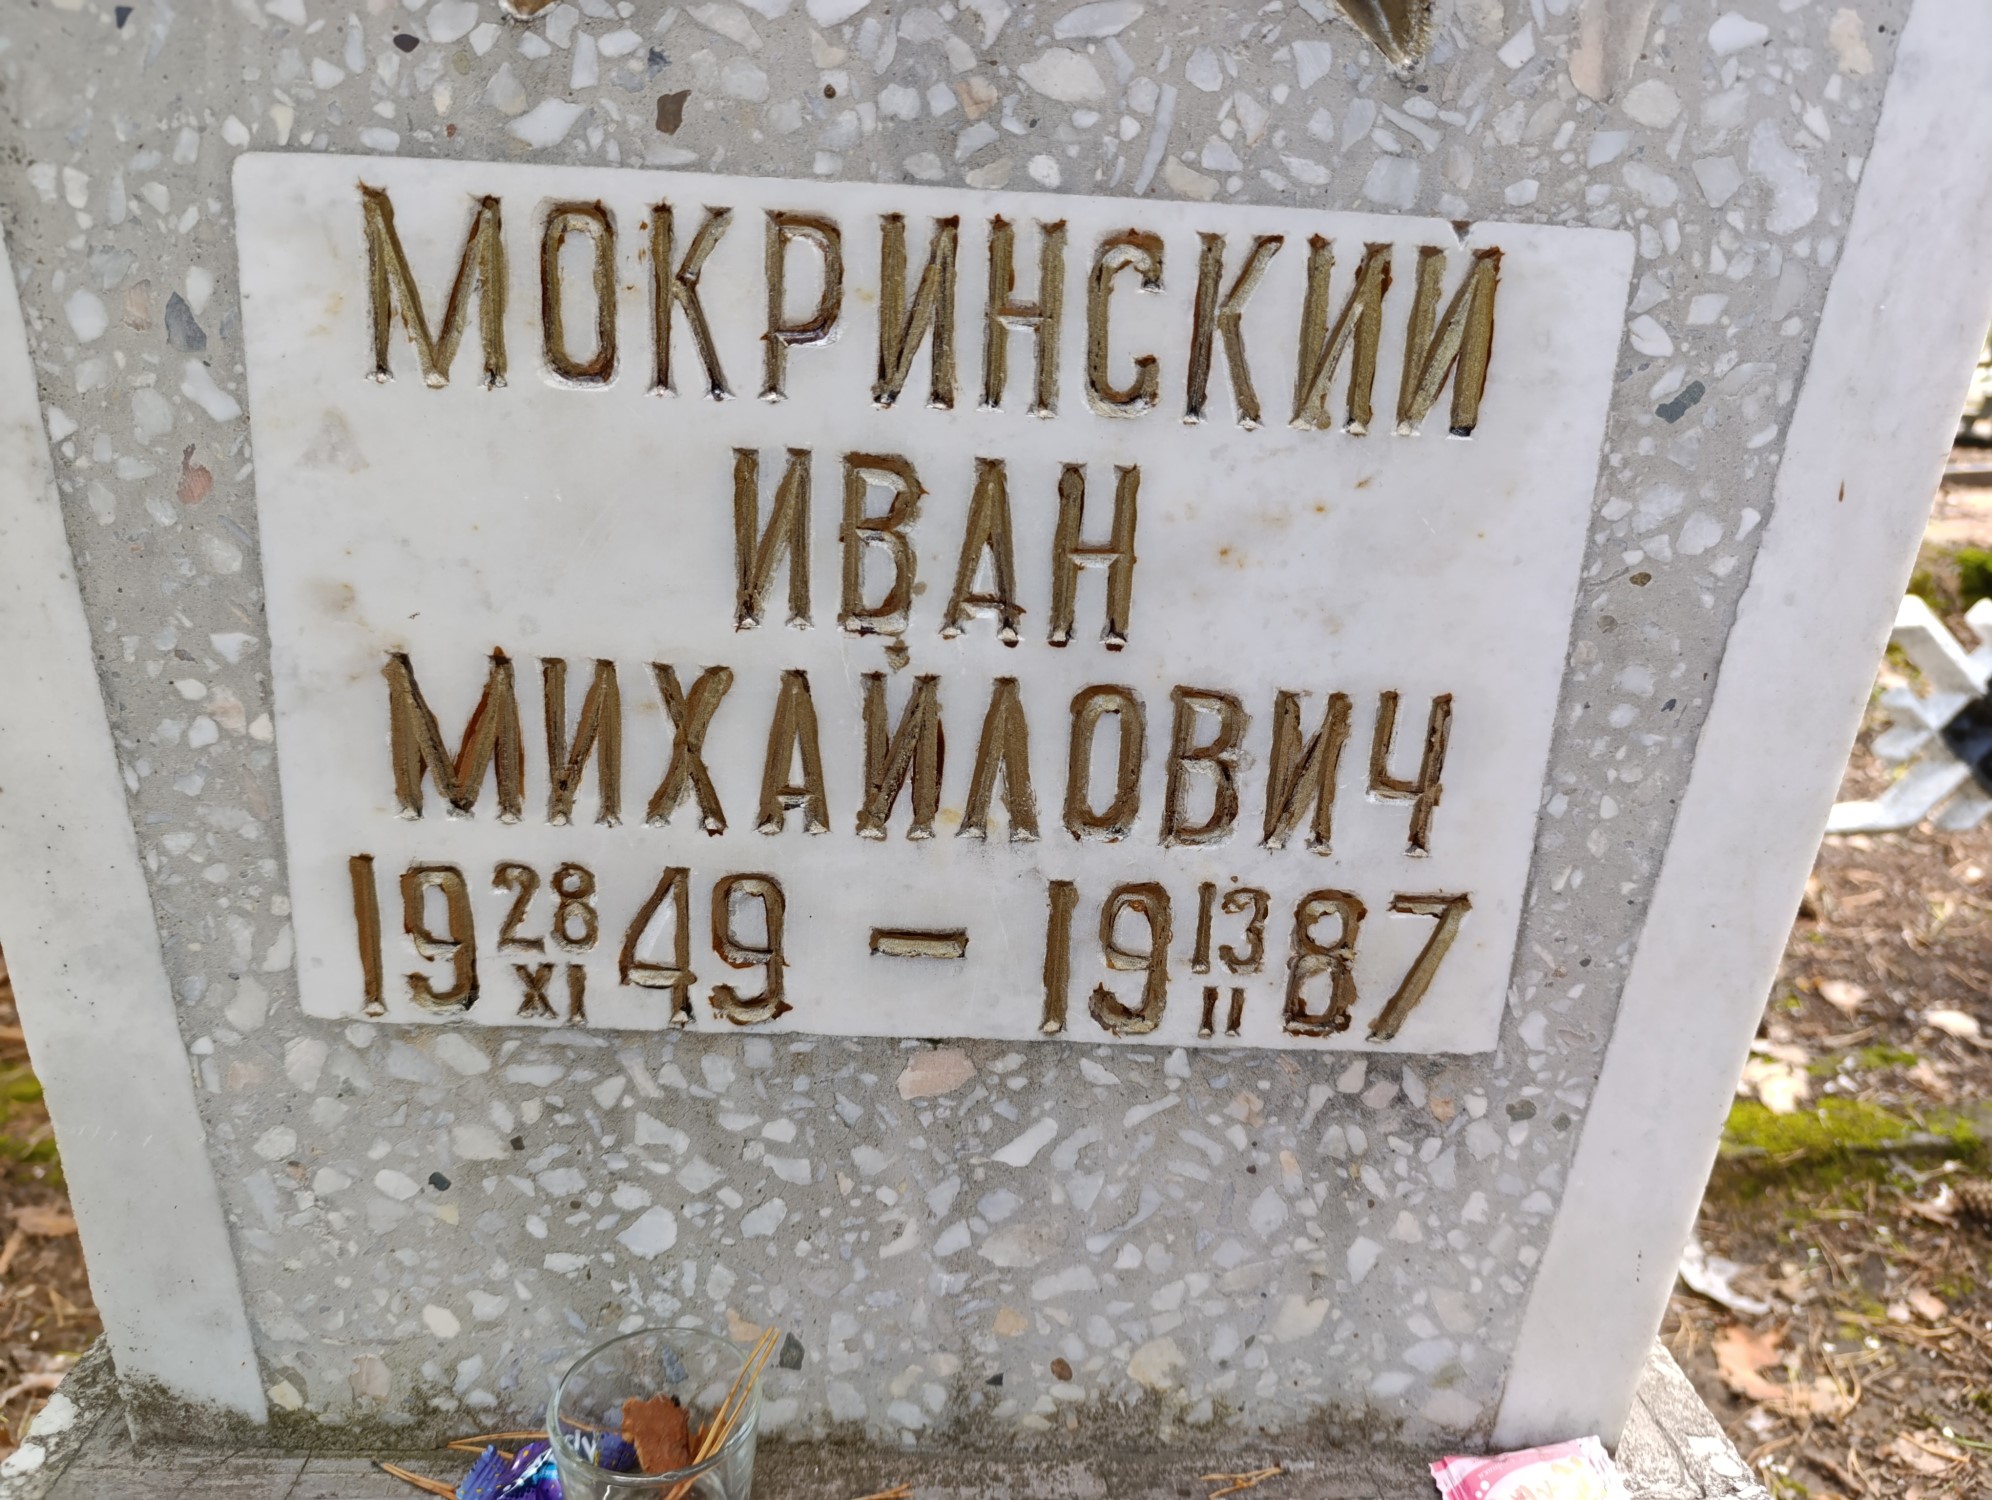 МОКРИНСКИЙ
ИВАН
МИХАЙЛОВИЧ
19 28/XI 49 — 19 13/II 87